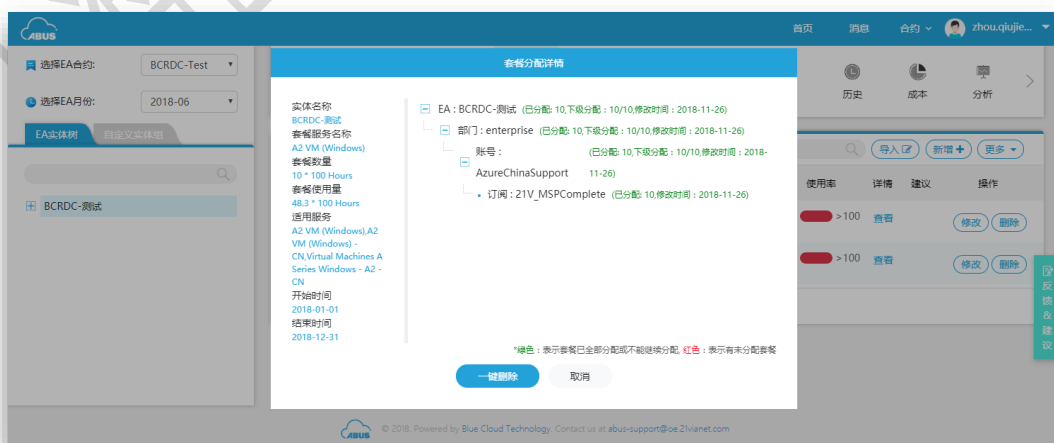 ABUS
首页 消息 合约 zhou.qiujie...
选择EA合约: BCRDC-Test
选择EA月份: 2018-06
EA实体树 自定义实体组
BCRDC-测试
历史 成本 分析
导入 新增 更多
使用率 详情 建议 操作
>100 查看 修改 删除
>100 查看 修改 删除
反馈&建议
套餐分配详情
实体名称
BCRDC-测试
套餐服务名称
A2 VM (Windows)
套餐数量
10 * 100 Hours
套餐使用量
48.3 * 100 Hours
适用服务
A2 VM (Windows),A2
VM (Windows) -
CN,Virtual Machines A
Series Windows - A2 -
CN
开始时间
2018-01-01
结束时间
2018-12-31
EA : BCRDC-测试 (已分配: 10,下级分配 : 10/10,修改时间 : 2018-11-26)
部门 : enterprise (已分配: 10,下级分配 : 10/10,修改时间 : 2018-11-26)
账号 : (已分配: 10,下级分配 : 10/10,修改时间 : 2018-
AzureChinaSupport 11-26)
订阅 : 21V_MSPComplete (已分配: 10,修改时间 : 2018-11-26)
*绿色 : 表示套餐已全部分配或不能继续分配, 红色 : 表示有未分配套餐
一键删除 取消
ABUS © 2018. Powered by Blue Cloud Technology. Contact us at abus-support@oe.21vianet.com